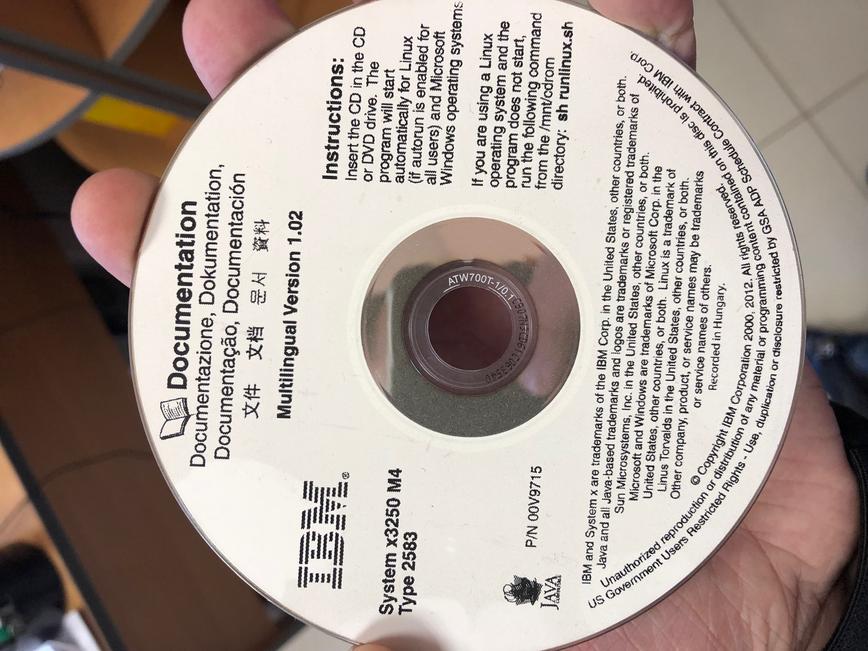 Documentation
Documentazione, Dokumentation,
Documentação, Documentación
文件 文档 문서 資料
Multilingual Version 1.02
Instructions:
Insert the CD in the CD
or DVD drive. The
program will start
automatically for Linux
(if autorun is enabled for
all users) and Microsoft
Windows operating systems
If you are using a Linux
operating system and the
program does not start,
run the following command
from the /mnt/cdrom
directory: sh runlinux.sh
IBM®
System x3250 M4
Type 2583
JAVA
P/N 00V9715
ATW700T-1/0.1
IBM and System x are trademarks of the IBM Corp. in the United States, other countries, or both.
Java and all Java-based trademarks and logos are trademarks or registered trademarks of
Sun Microsystems, Inc. in the United States, other countries, or both.
Microsoft and Windows are trademarks of Microsoft Corp. in the
United States, other countries, or both. Linux is a trademark of
Linus Torvalds in the United States, other countries, or both.
Other company, product, or service names may be trademarks
or service names of others.
Recorded in Hungary.
© Copyright IBM Corporation 2000, 2012. All rights reserved.
Unauthorized reproduction or distribution of any material or programming content contained on this disc is prohibited.
US Government Users Restricted Rights - Use, duplication or disclosure restricted by GSA ADP Schedule Contract with IBM Corp.